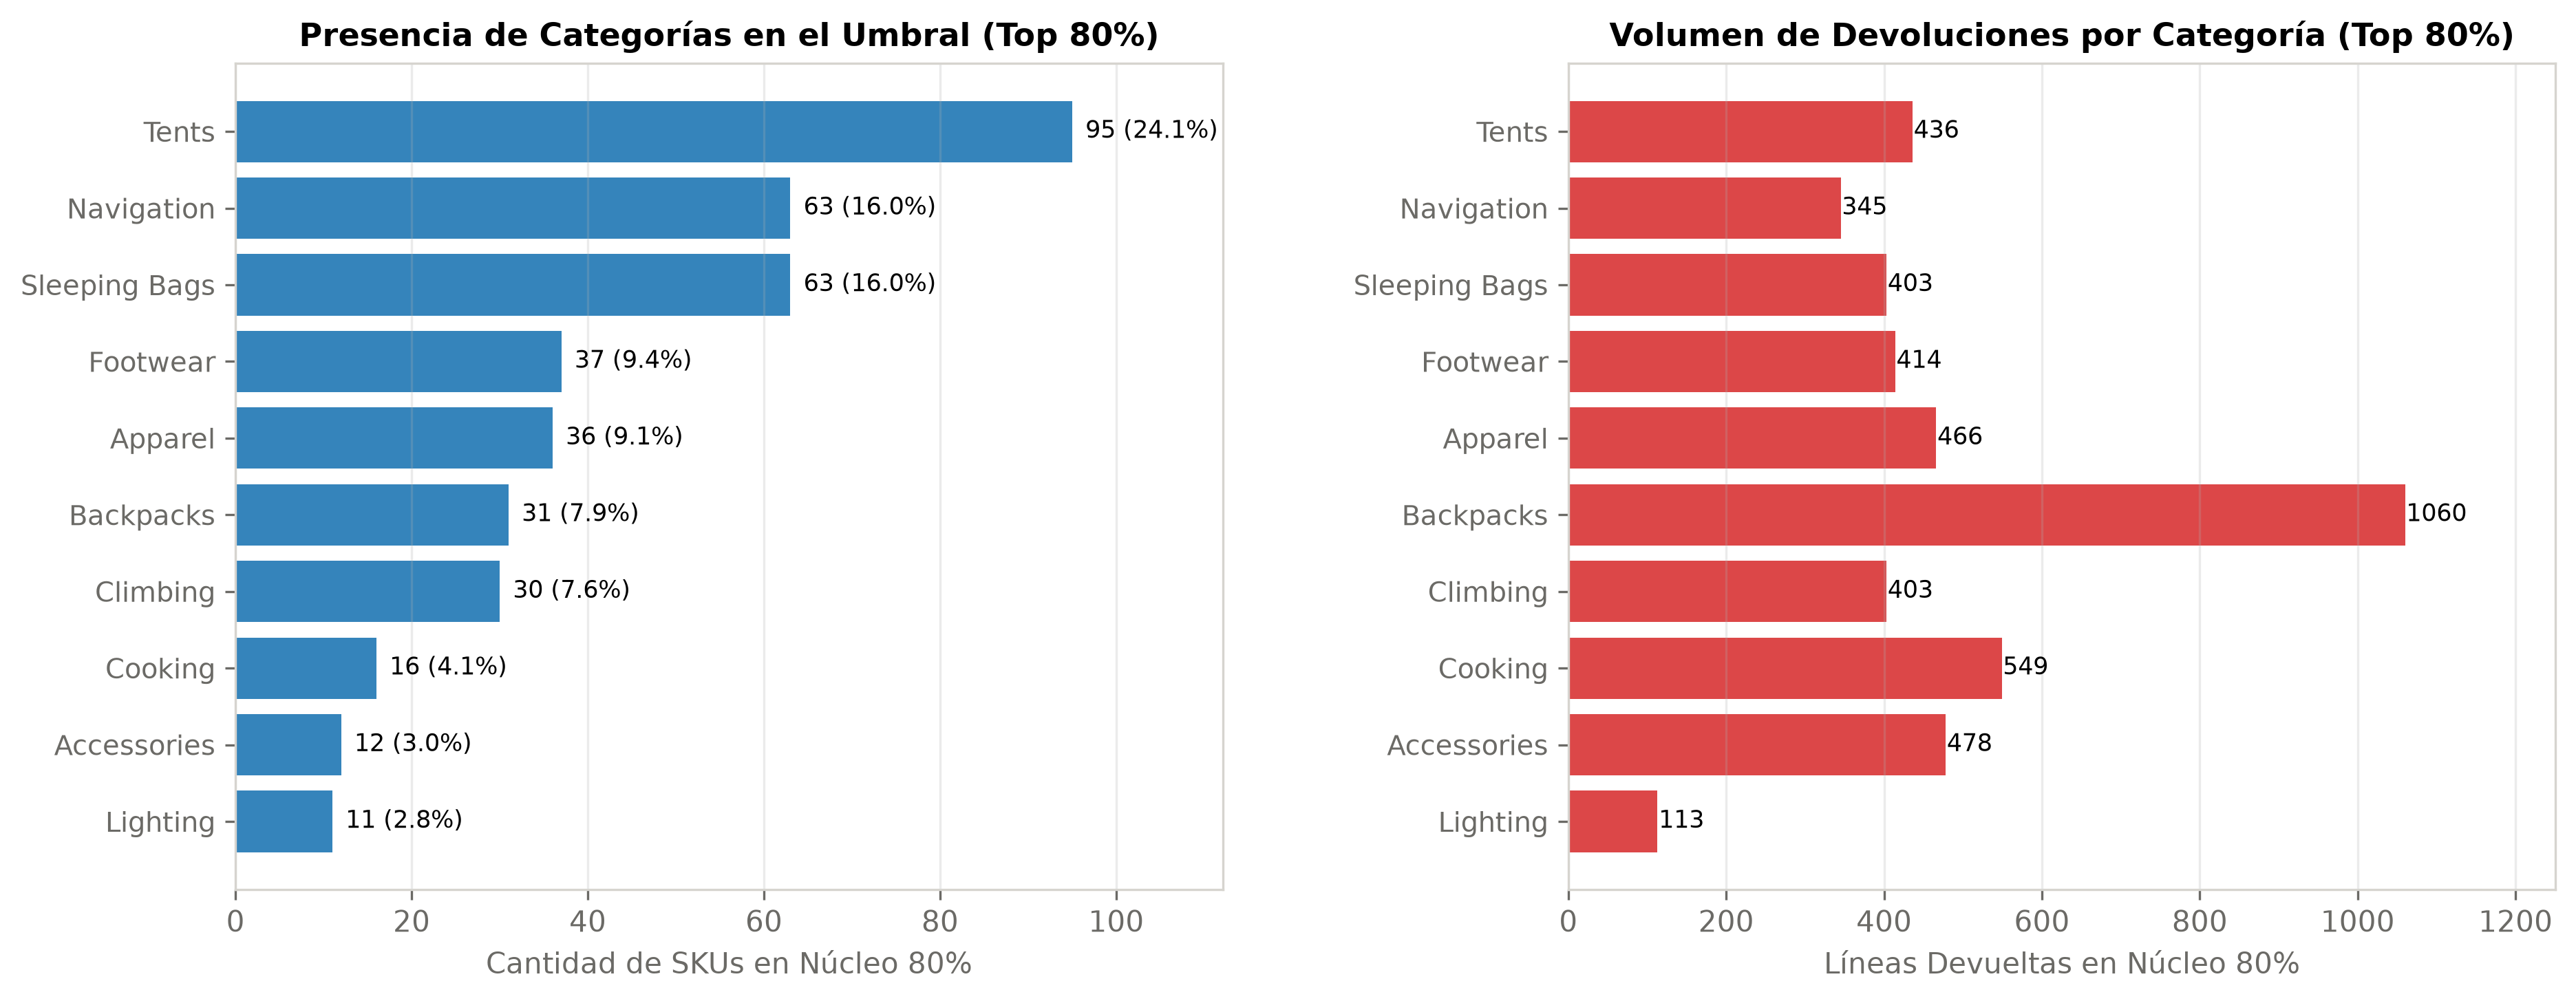 Presencia de Categorías en el Umbral (Top 80%)
Tents
95 (24.1%)
Navigation
63 (16.0%)
Sleeping Bags
63 (16.0%)
Footwear
37 (9.4%)
Apparel
36 (9.1%)
Backpacks
31 (7.9%)
Climbing
30 (7.6%)
Cooking
16 (4.1%)
Accessories
12 (3.0%)
Lighting
11 (2.8%)
0 20 40 60 80 100
Cantidad de SKUs en Núcleo 80%
Volumen de Devoluciones por Categoría (Top 80%)
Tents
436
Navigation
345
Sleeping Bags
403
Footwear
414
Apparel
466
Backpacks
1060
Climbing
403
Cooking
549
Accessories
478
Lighting
113
0 200 400 600 800 1000 1200
Líneas Devueltas en Núcleo 80%